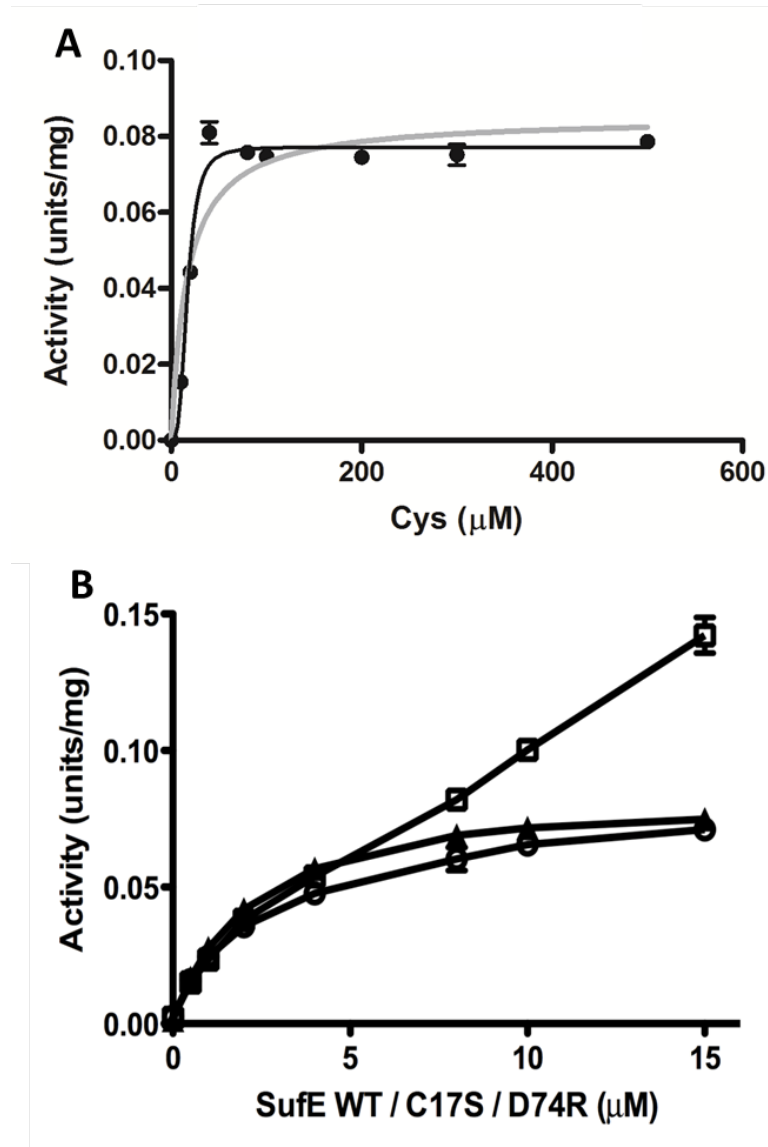 A
0.10
0.08
0.06
0.04
0.02
0.00
Activity (units/mg)
0 200 400 600
Cys (μM)
B
0.15
0.10
0.05
0.00
Activity (units/mg)
0 5 10 15
SufE WT / C17S / D74R (μM)